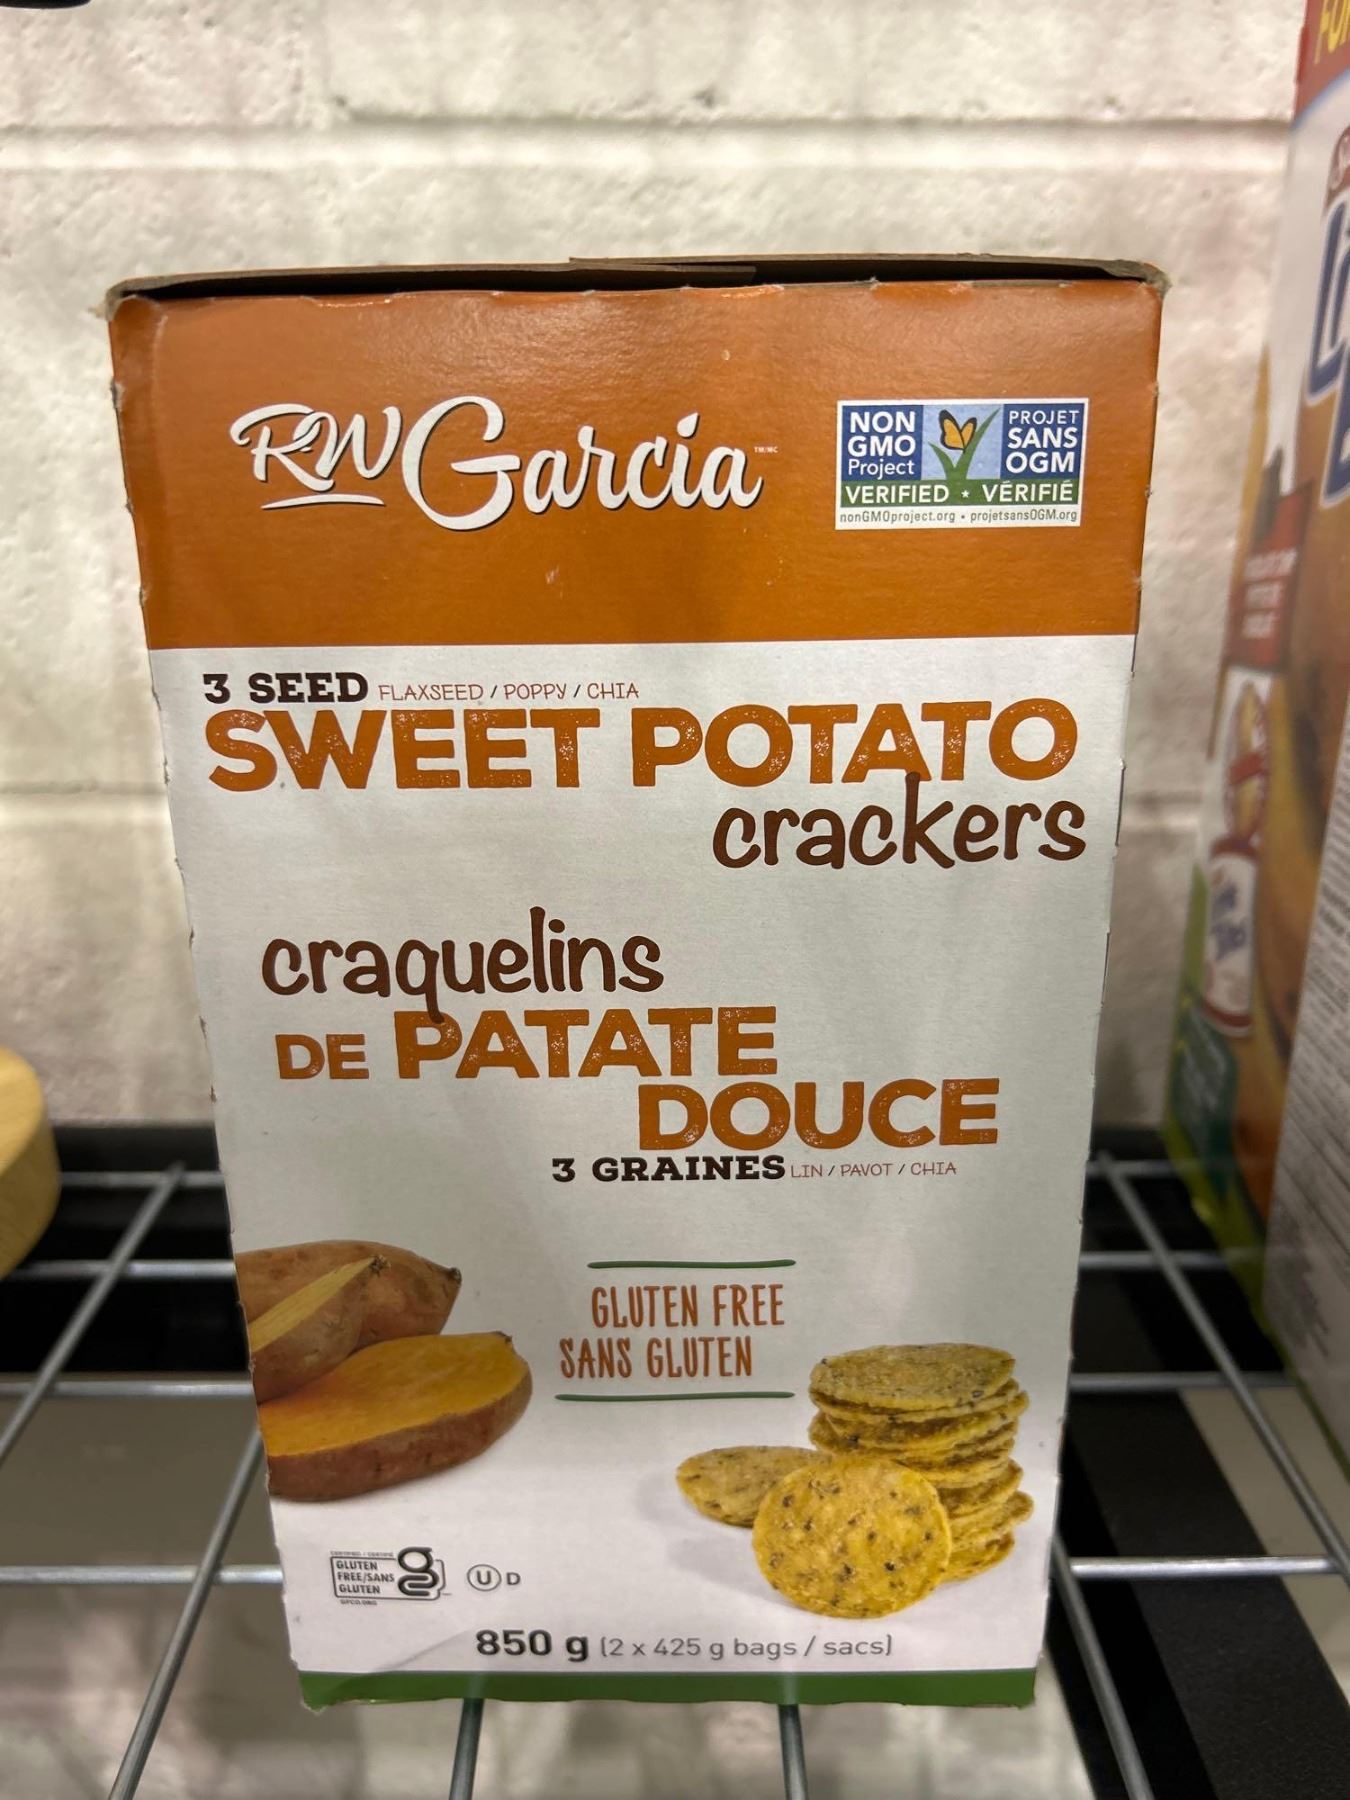 RW Garcia TM/MC
NON GMO Project
VERIFIED
PROJET SANS OGM
VÉRIFIÉ
nonGMOproject.org • projetsansOGM.org
3 SEED FLAXSEED / POPPY / CHIA
SWEET POTATO
crackers
craquelins
DE PATATE
DOUCE
3 GRAINES LIN / PAVOT / CHIA
GLUTEN FREE
SANS GLUTEN
GLUTEN
FREE/SANS
GLUTEN
GFCO.ORG
U D
850 g (2 x 425 g bags / sacs)